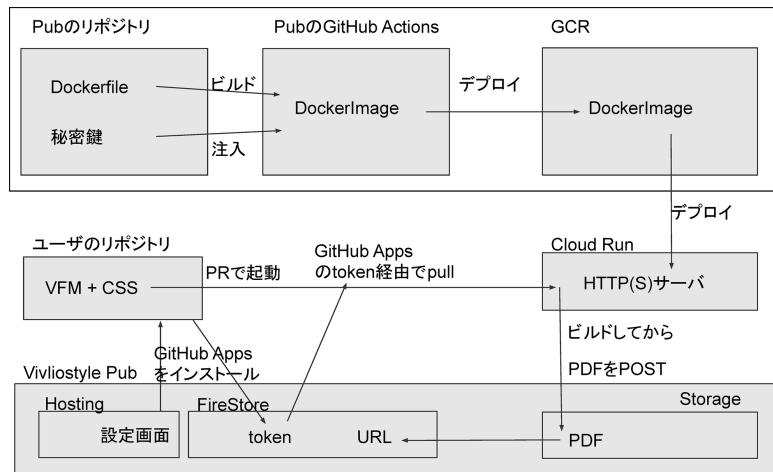 Pubのリポジトリ
PubのGitHub Actions
GCR
Dockerfile
ビルド
デプロイ
DockerImage
DockerImage
秘密鍵
注入
デプロイ
ユーザのリポジトリ
GitHub Apps
のtoken経由でpull
Cloud Run
PRで起動
VFM + CSS
HTTP(S)サーバ
ビルドしてから
PDFをPOST
GitHub Apps
をインストール
Vivliostyle Pub
Hosting
FireStore
Storage
設定画面
token
URL
PDF